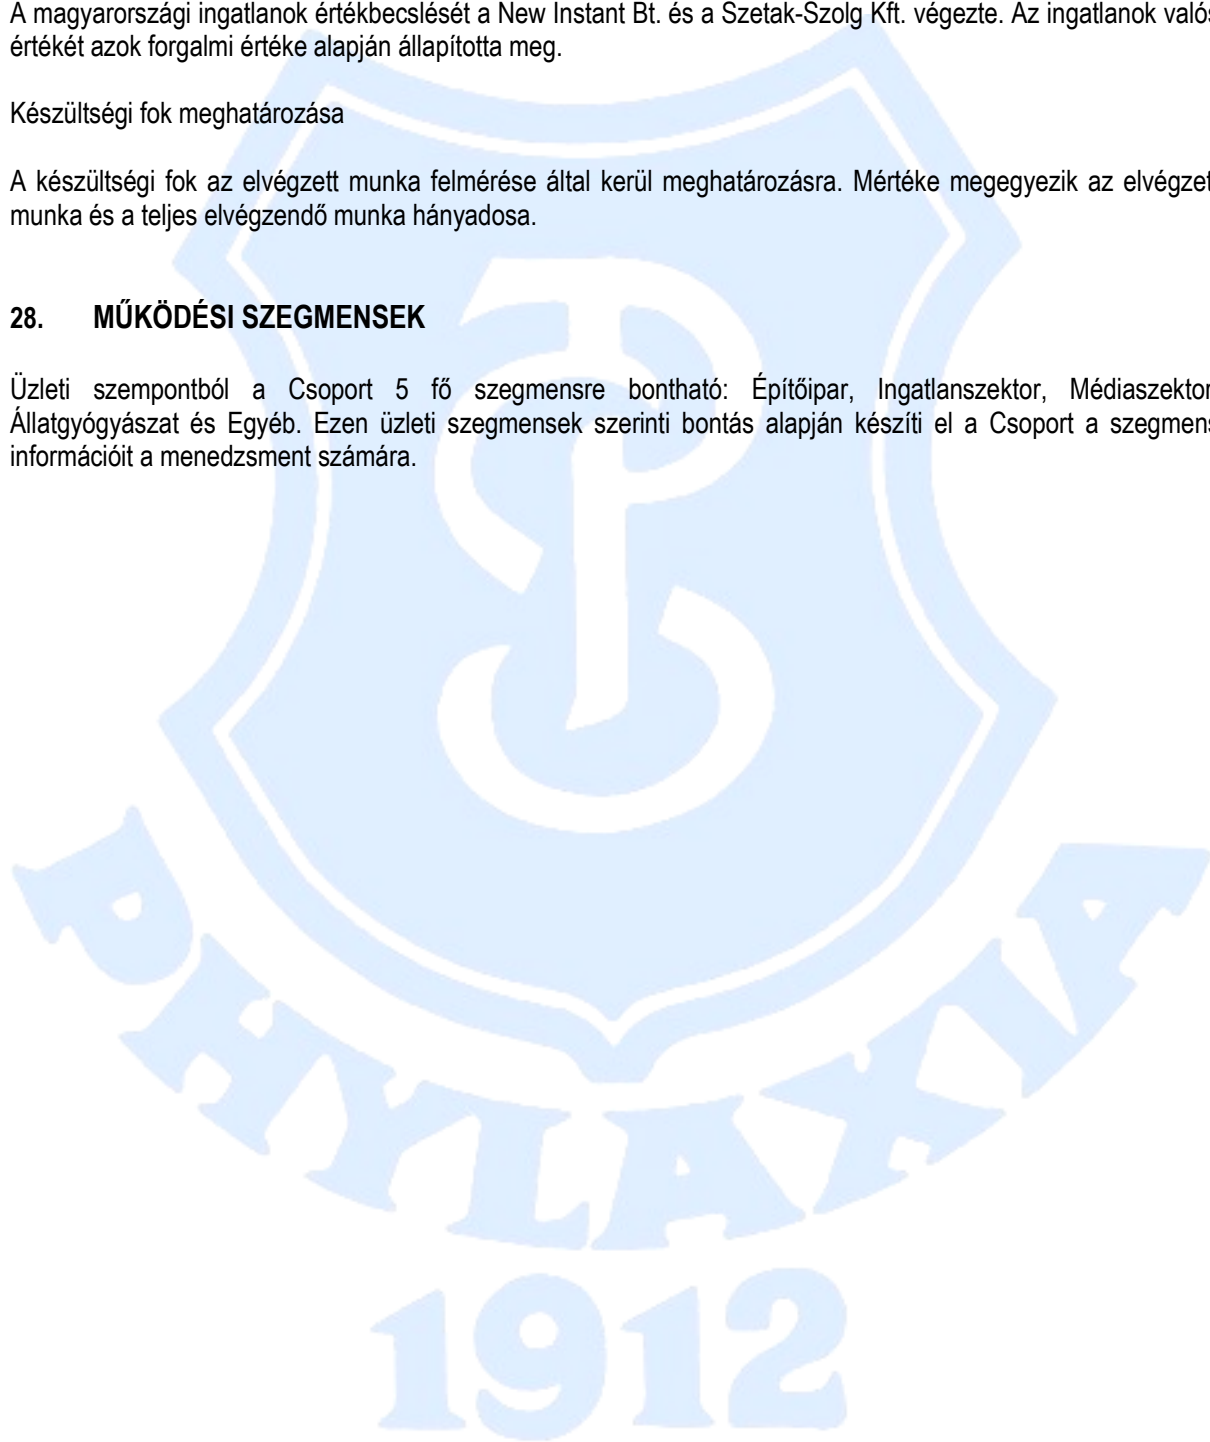 A magyarországi ingatlanok értékbecslését a New Instant Bt. és a Szetak-Szolg Kft. végezte. Az ingatlanok valós
értékét azok forgalmi értéke alapján állapította meg.
Készültségi fok meghatározása
A készültségi fok az elvégzett munka felmérése által kerül meghatározásra. Mértéke megegyezik az elvégzett
munka és a teljes elvégzendő munka hányadosa.
28. MŰKÖDÉSI SZEGMENSEK
Üzleti szempontból a Csoport 5 fő szegmensre bontható: Építőipar, Ingatlanszektor, Médiaszektor
Állatgyógyászat és Egyéb. Ezen üzleti szegmensek szerinti bontás alapján készíti el a Csoport a szegmens
információit a menedzsment számára.
PHYLAXIA
1912